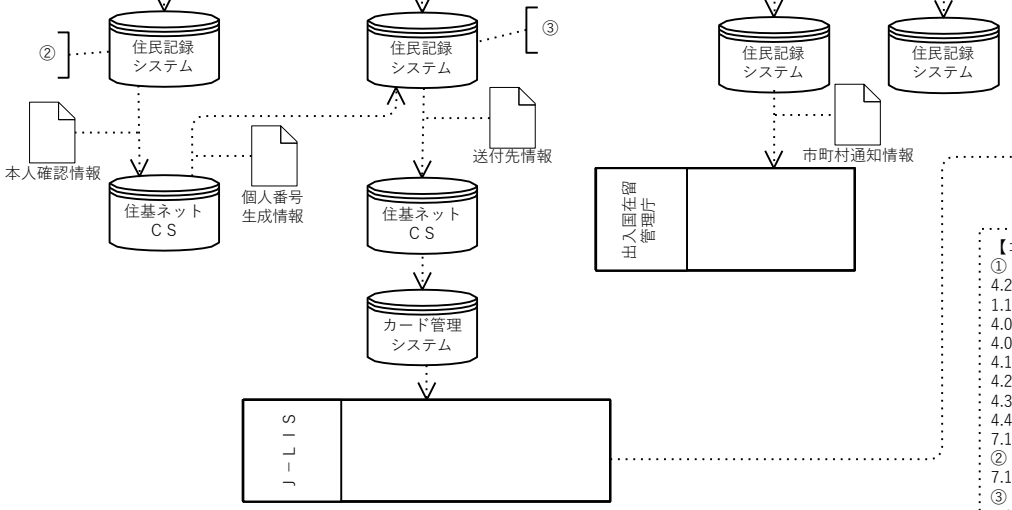 ②
住民記録
システム
住民記録
システム
③
住民記録
システム
住民記録
システム
本人確認情報
個人番号
生成情報
送付先情報
市町村通知情報
住基ネット
ＣＳ
住基ネット
ＣＳ
出入国在留
管理庁
カード管理
システム
Ｊ－ＬＩＳ
【
①
4.2
1.1
4.0
4.0
4.1
4.2
4.3
4.4
7.1
②
7.1
③